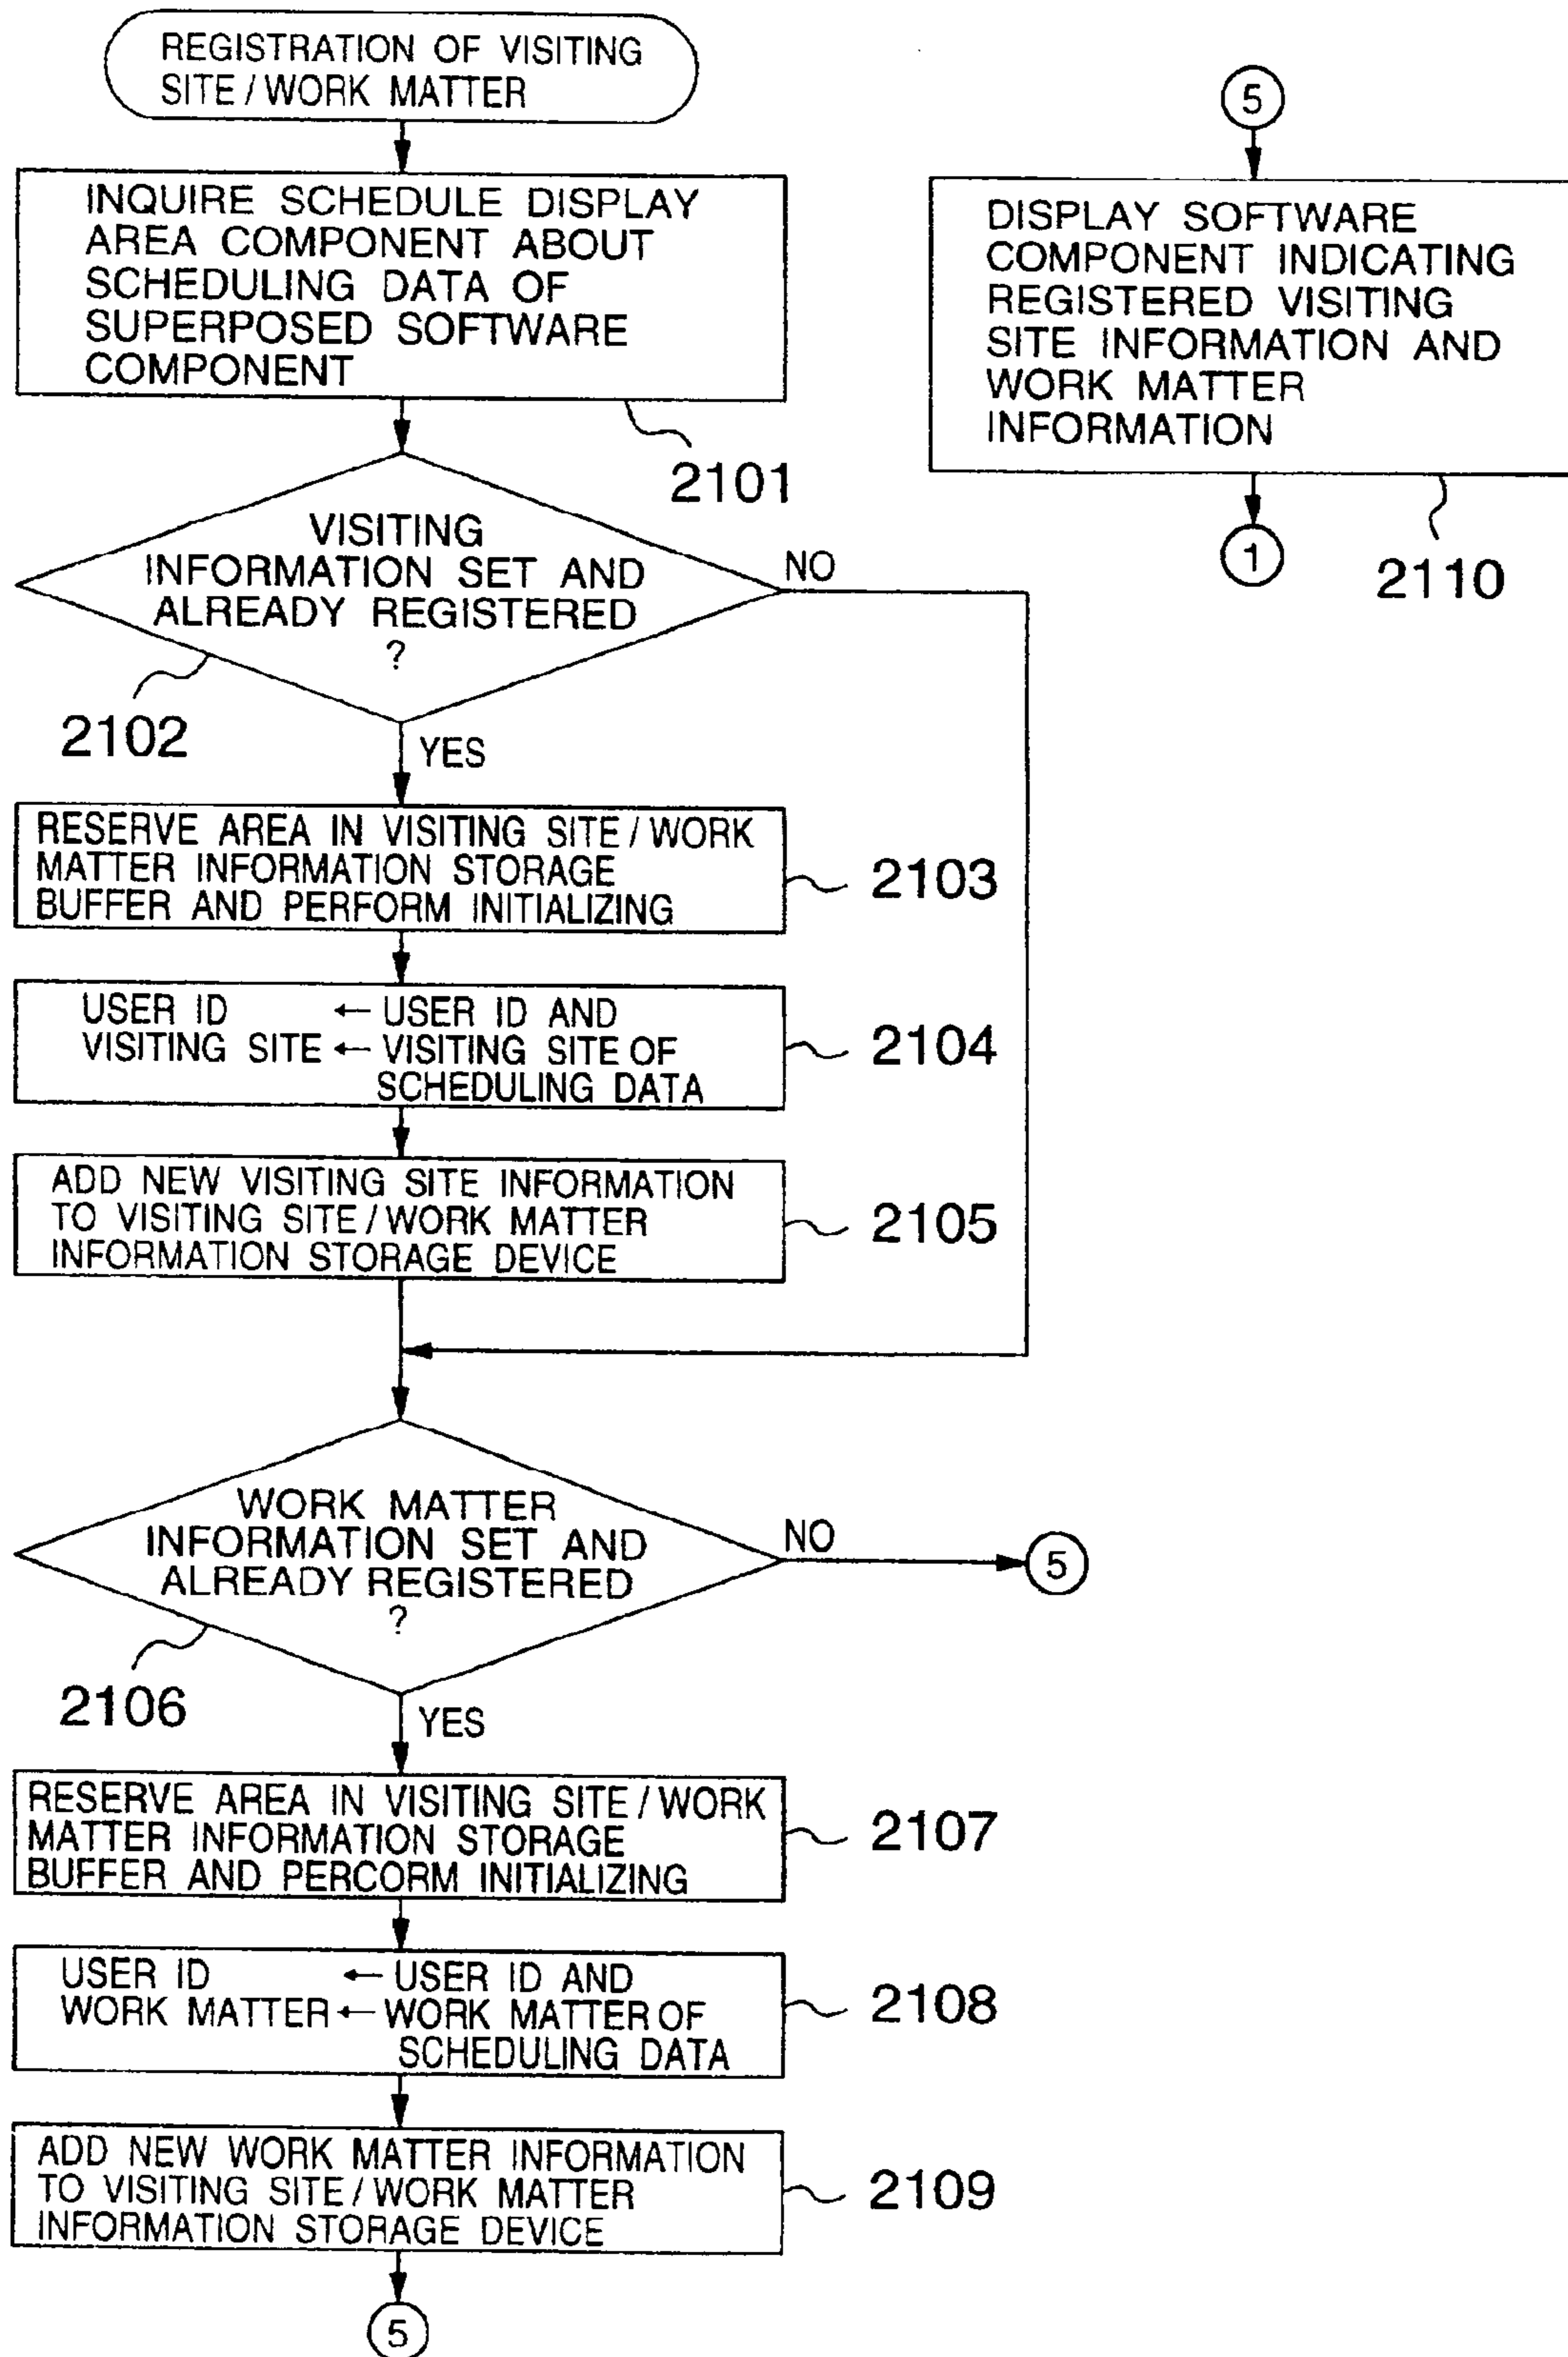 REGISTRATION OF VISITING
SITE / WORK MATTER
INQUIRE SCHEDULE DISPLAY
AREA COMPONENT ABOUT
SCHEDULING DATA OF
SUPERPOSED SOFTWARE
COMPONENT
2101
VISITING
INFORMATION SET AND
ALREADY REGISTERED
?
NO
2102
YES
RESERVE AREA IN VISITING SITE / WORK
MATTER INFORMATION STORAGE
BUFFER AND PERFORM INITIALIZING
2103
USER ID ← USER ID AND
VISITING SITE ← VISITING SITE OF
SCHEDULING DATA
2104
ADD NEW VISITING SITE INFORMATION
TO VISITING SITE / WORK MATTER
INFORMATION STORAGE DEVICE
2105
WORK MATTER
INFORMATION SET AND
ALREADY REGISTERED
?
NO
5
2106
YES
RESERVE AREA IN VISITING SITE / WORK
MATTER INFORMATION STORAGE
BUFFER AND PERCORM INITIALIZING
2107
USER ID ← USER ID AND
WORK MATTER ← WORK MATTER OF
SCHEDULING DATA
2108
ADD NEW WORK MATTER INFORMATION
TO VISITING SITE / WORK MATTER
INFORMATION STORAGE DEVICE
2109
5
5
DISPLAY SOFTWARE
COMPONENT INDICATING
REGISTERED VISITING
SITE INFORMATION AND
WORK MATTER
INFORMATION
2110
1